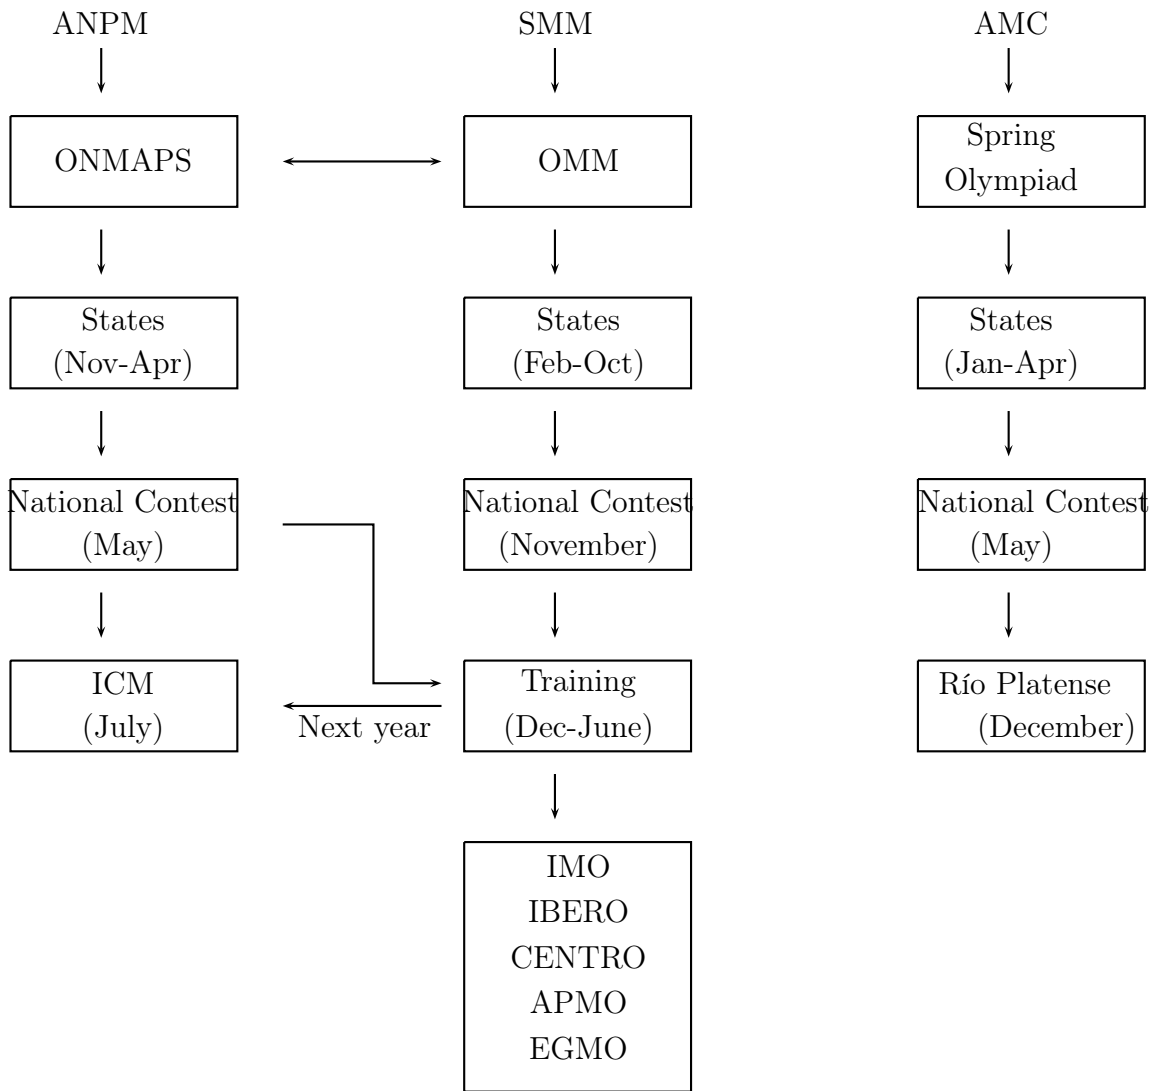 ANPM
SMM
AMC
ONMAPS
OMM
Spring
Olympiad
States
(Nov-Apr)
States
(Feb-Oct)
States
(Jan-Apr)
National Contest
(May)
National Contest
(November)
National Contest
(May)
ICM
(July)
Next year
Training
(Dec-June)
Río Platense
(December)
IMO
IBERO
CENTRO
APMO
EGMO